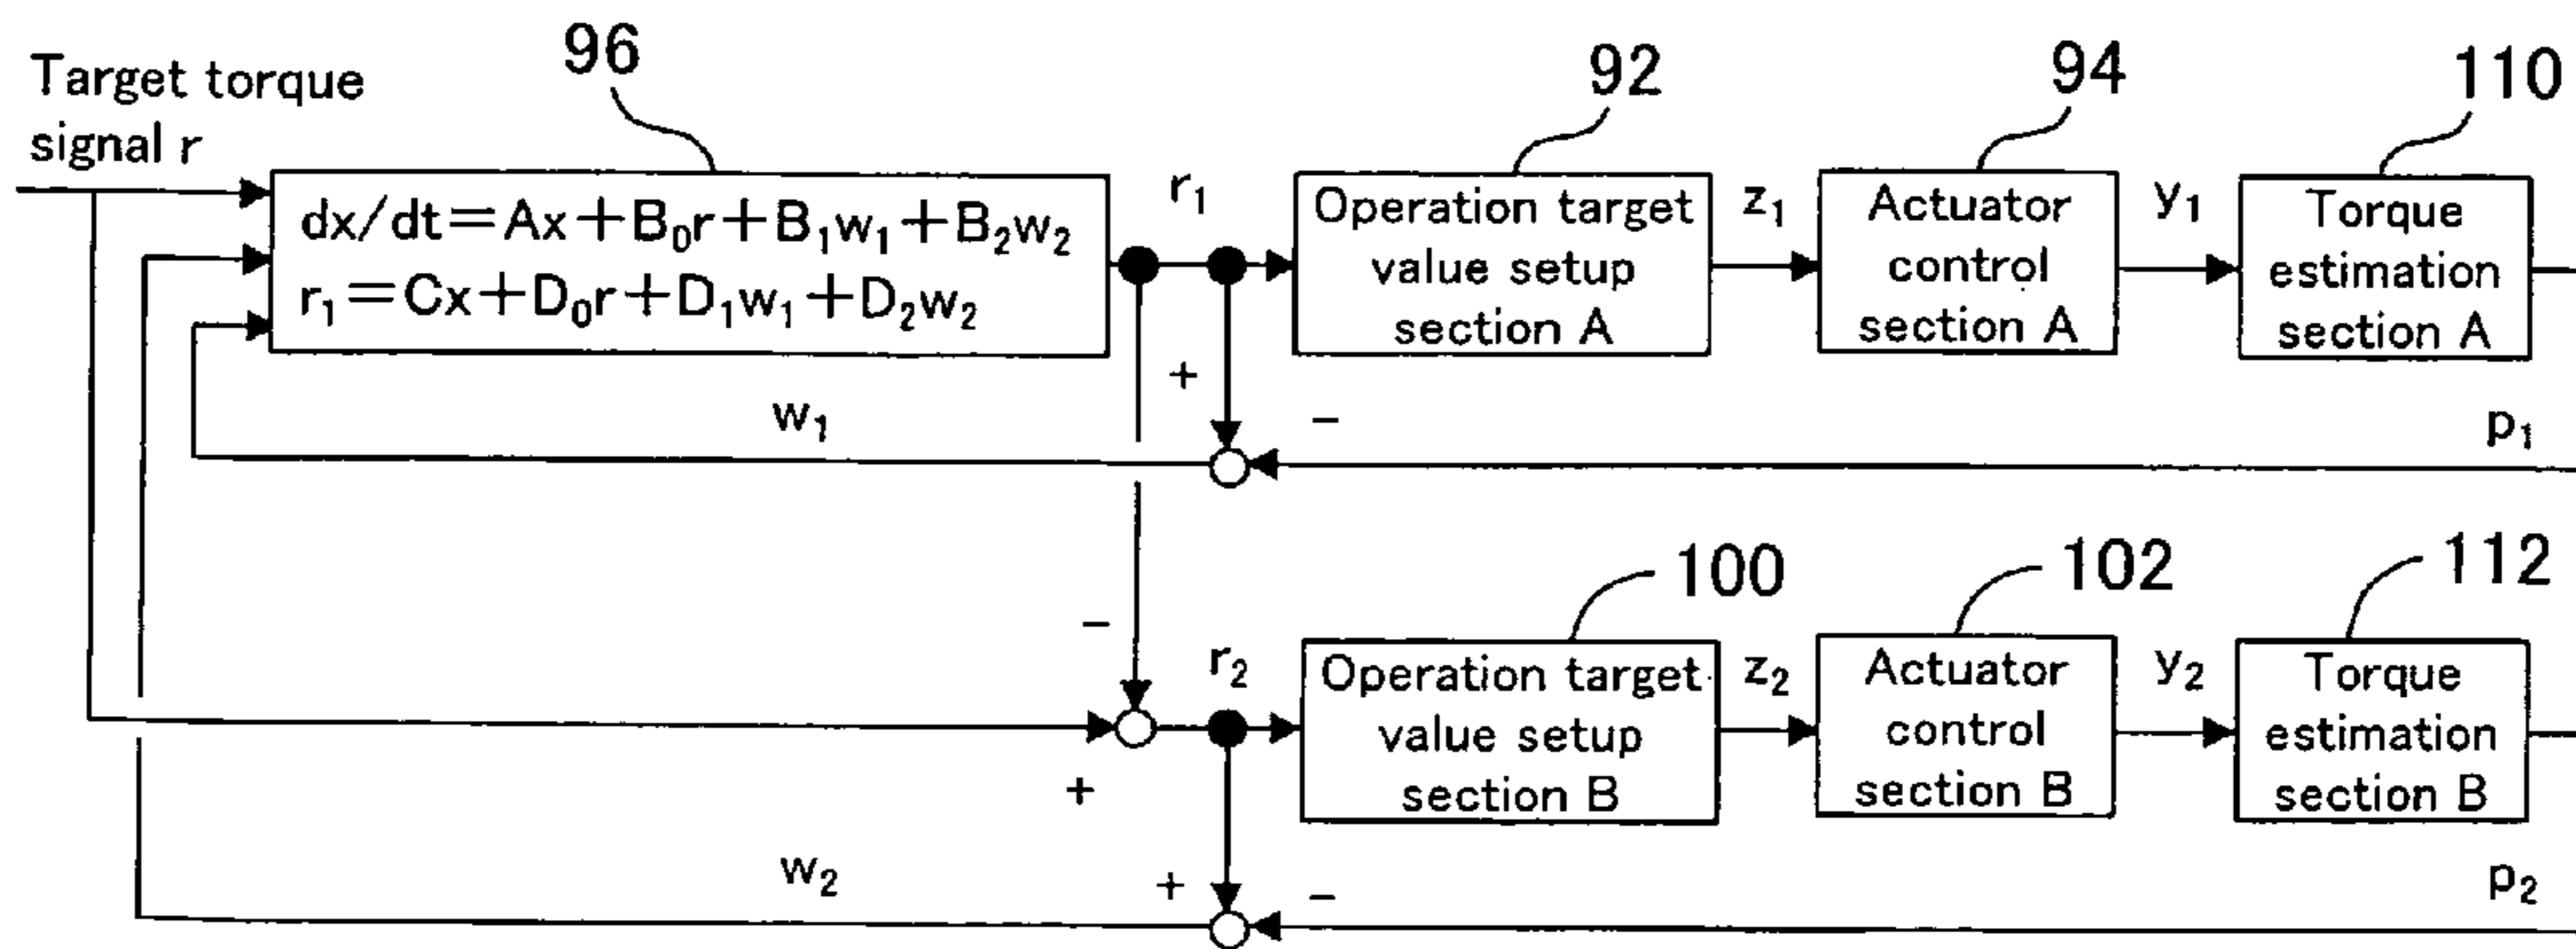 Target torque
signal r
96
dx/dt=Ax+B₀r+B₁w₁+B₂w₂
r₁=Cx+D₀r+D₁w₁+D₂w₂
r₁
92
Operation target
value setup
section A
z₁
94
Actuator
control
section A
y₁
110
Torque
estimation
section A
+
−
w₁
p₁
−
+
r₂
100
Operation target
value setup
section B
z₂
102
Actuator
control
section B
y₂
112
Torque
estimation
section B
+
−
w₂
p₂